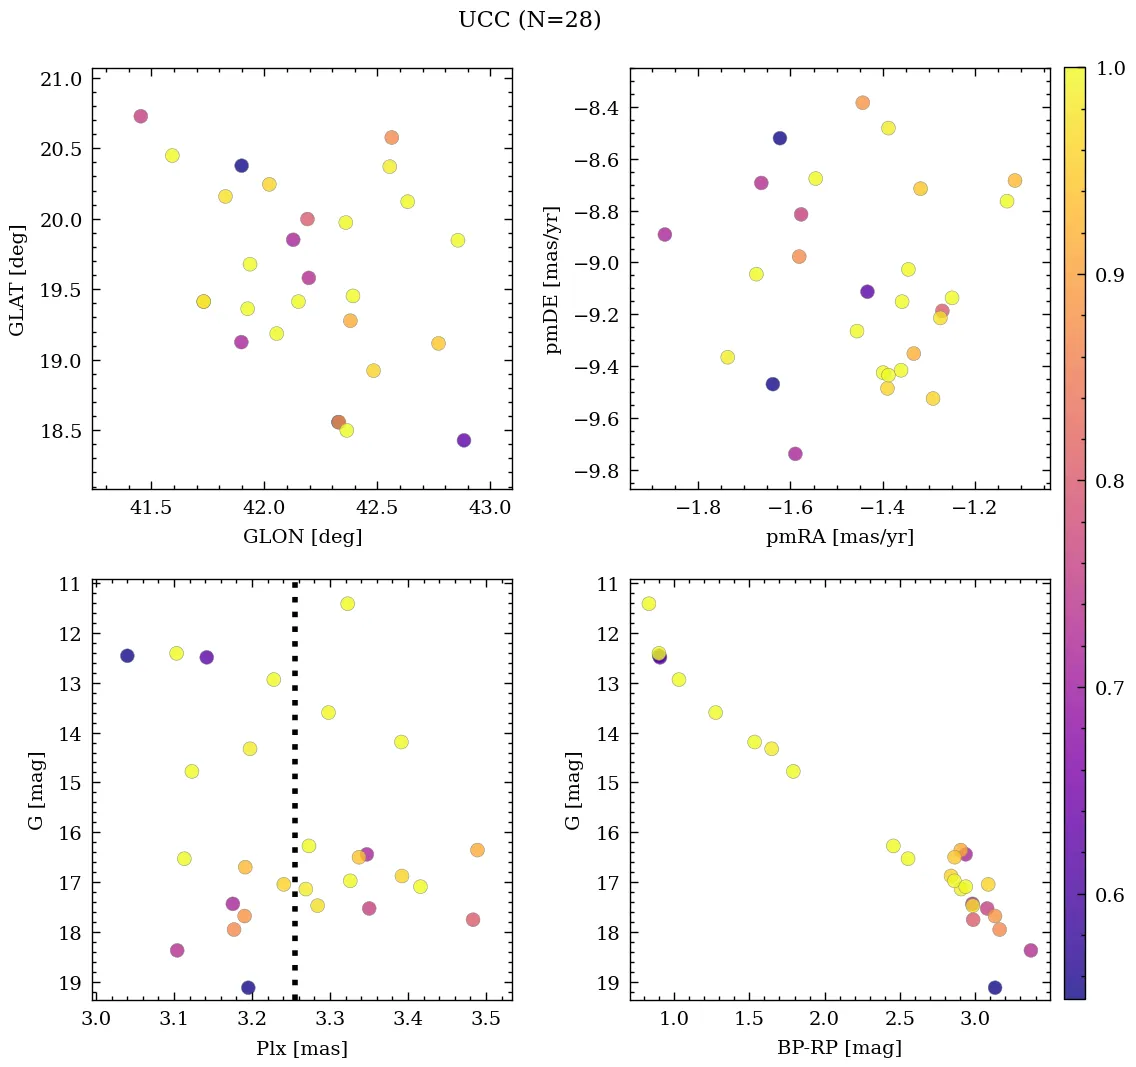 UCC (N=28)
21.0
20.5
20.0
19.5
19.0
18.5
41.5 42.0 42.5 43.0
GLON [deg]
GLAT [deg]
−8.4
−8.6
−8.8
−9.0
−9.2
−9.4
−9.6
−9.8
−1.8 −1.6 −1.4 −1.2
pmRA [mas/yr]
pmDE [mas/yr]
1.0
0.9
0.8
0.7
0.6
11
12
13
14
15
16
17
18
19
3.0 3.1 3.2 3.3 3.4 3.5
Plx [mas]
G [mag]
11
12
13
14
15
16
17
18
19
1.0 1.5 2.0 2.5 3.0
BP-RP [mag]
G [mag]